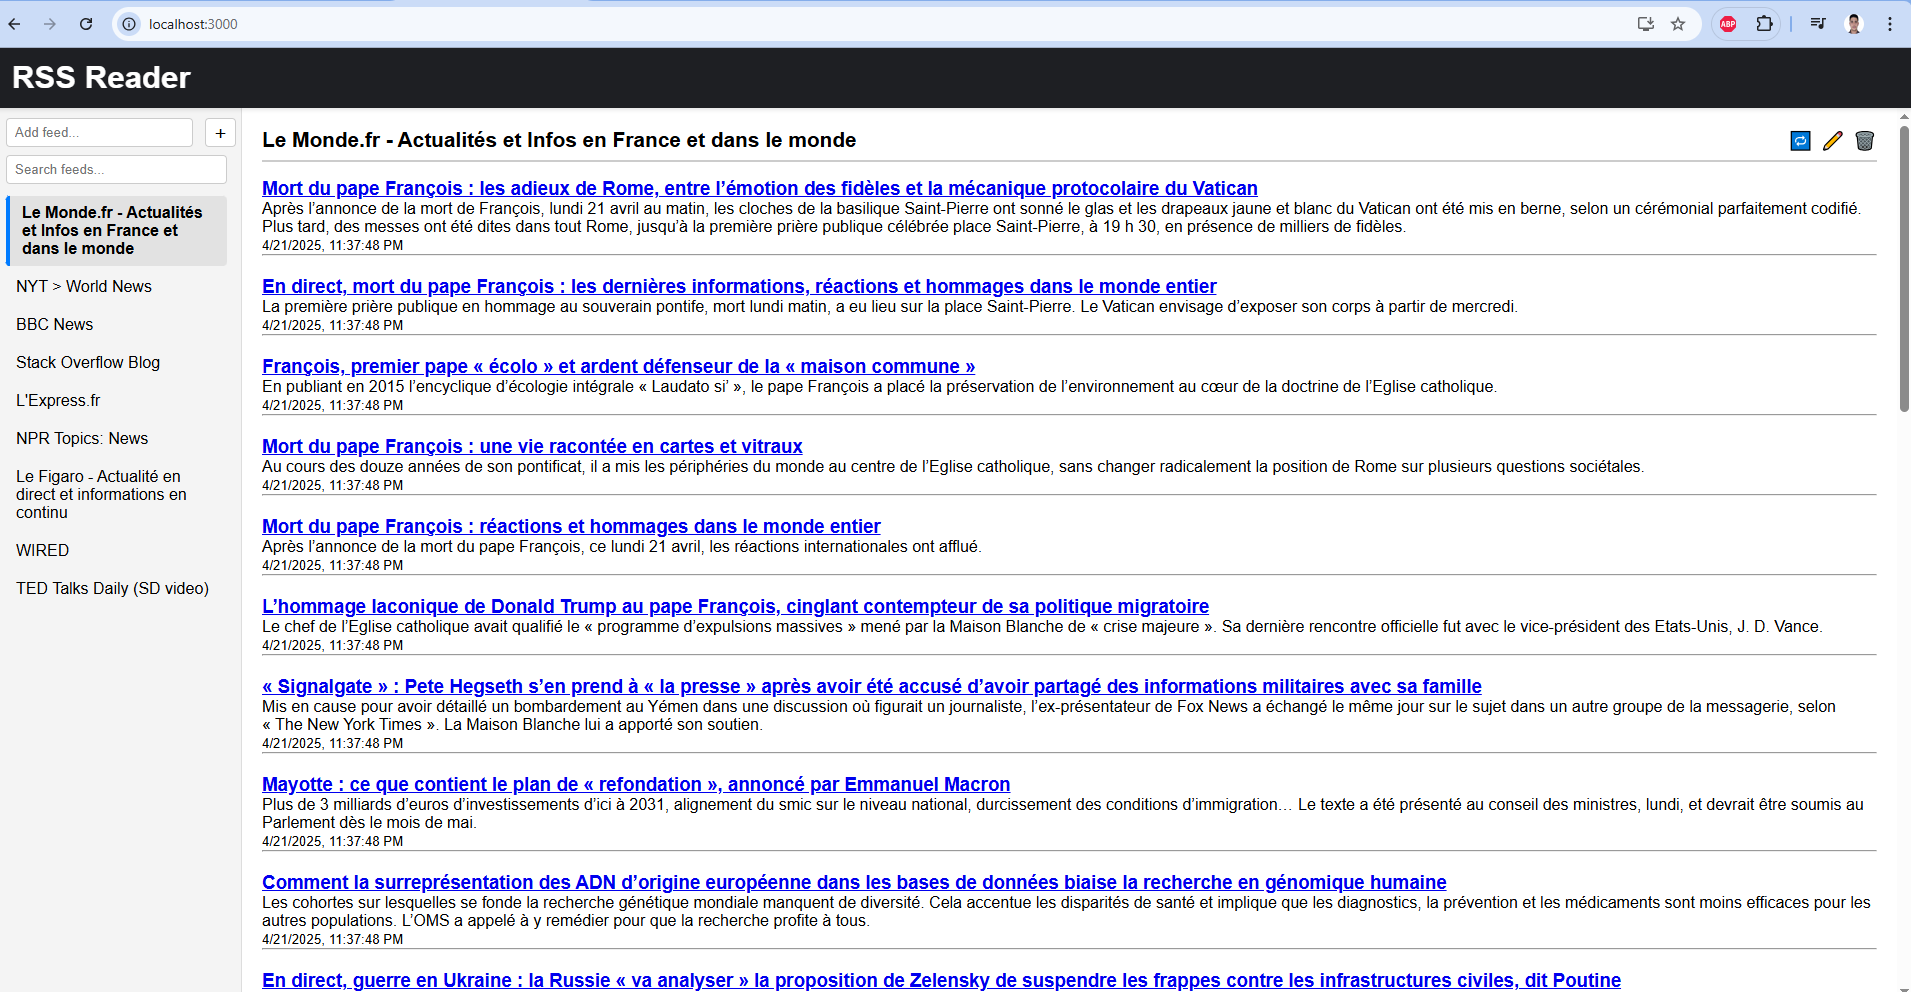 localhost:3000
ABP
RSS Reader
Add feed...
+
Search feeds...
Le Monde.fr - Actualités
et Infos en France et
dans le monde
NYT > World News
BBC News
Stack Overflow Blog
L'Express.fr
NPR Topics: News
Le Figaro - Actualité en
direct et informations en
continu
WIRED
TED Talks Daily (SD video)
Le Monde.fr - Actualités et Infos en France et dans le monde
Mort du pape François : les adieux de Rome, entre l’émotion des fidèles et la mécanique protocolaire du Vatican
Après l’annonce de la mort de François, lundi 21 avril au matin, les cloches de la basilique Saint-Pierre ont sonné le glas et les drapeaux jaune et blanc du Vatican ont été mis en berne, selon un cérémonial parfaitement codifié.
Plus tard, des messes ont été dites dans tout Rome, jusqu’à la première prière publique célébrée place Saint-Pierre, à 19 h 30, en présence de milliers de fidèles.
4/21/2025, 11:37:48 PM
En direct, mort du pape François : les dernières informations, réactions et hommages dans le monde entier
La première prière publique en hommage au souverain pontife, mort lundi matin, a eu lieu sur la place Saint-Pierre. Le Vatican envisage d’exposer son corps à partir de mercredi.
4/21/2025, 11:37:48 PM
François, premier pape « écolo » et ardent défenseur de la « maison commune »
En publiant en 2015 l’encyclique d’écologie intégrale « Laudato si’ », le pape François a placé la préservation de l’environnement au cœur de la doctrine de l’Eglise catholique.
4/21/2025, 11:37:48 PM
Mort du pape François : une vie racontée en cartes et vitraux
Au cours des douze années de son pontificat, il a mis les périphéries du monde au centre de l’Eglise catholique, sans changer radicalement la position de Rome sur plusieurs questions sociétales.
4/21/2025, 11:37:48 PM
Mort du pape François : réactions et hommages dans le monde entier
Après l’annonce de la mort du pape François, ce lundi 21 avril, les réactions internationales ont afflué.
4/21/2025, 11:37:48 PM
L’hommage laconique de Donald Trump au pape François, cinglant contempteur de sa politique migratoire
Le chef de l’Eglise catholique avait qualifié le « programme d’expulsions massives » mené par la Maison Blanche de « crise majeure ». Sa dernière rencontre officielle fut avec le vice-président des Etats-Unis, J. D. Vance.
4/21/2025, 11:37:48 PM
« Signalgate » : Pete Hegseth s’en prend à « la presse » après avoir été accusé d’avoir partagé des informations militaires avec sa famille
Mis en cause pour avoir détaillé un bombardement au Yémen dans une discussion où figurait un journaliste, l’ex-présentateur de Fox News a échangé le même jour sur le sujet dans un autre groupe de la messagerie, selon
« The New York Times ». La Maison Blanche lui a apporté son soutien.
4/21/2025, 11:37:48 PM
Mayotte : ce que contient le plan de « refondation », annoncé par Emmanuel Macron
Plus de 3 milliards d’euros d’investissements d’ici à 2031, alignement du smic sur le niveau national, durcissement des conditions d’immigration… Le texte a été présenté au conseil des ministres, lundi, et devrait être soumis au
Parlement dès le mois de mai.
4/21/2025, 11:37:48 PM
Comment la surreprésentation des ADN d’origine européenne dans les bases de données biaise la recherche en génomique humaine
Les cohortes sur lesquelles se fonde la recherche génétique mondiale manquent de diversité. Cela accentue les disparités de santé et implique que les diagnostics, la prévention et les médicaments sont moins efficaces pour les
autres populations. L’OMS a appelé à y remédier pour que la recherche profite à tous.
4/21/2025, 11:37:48 PM
En direct, guerre en Ukraine : la Russie « va analyser » la proposition de Zelensky de suspendre les frappes contre les infrastructures civiles, dit Poutine